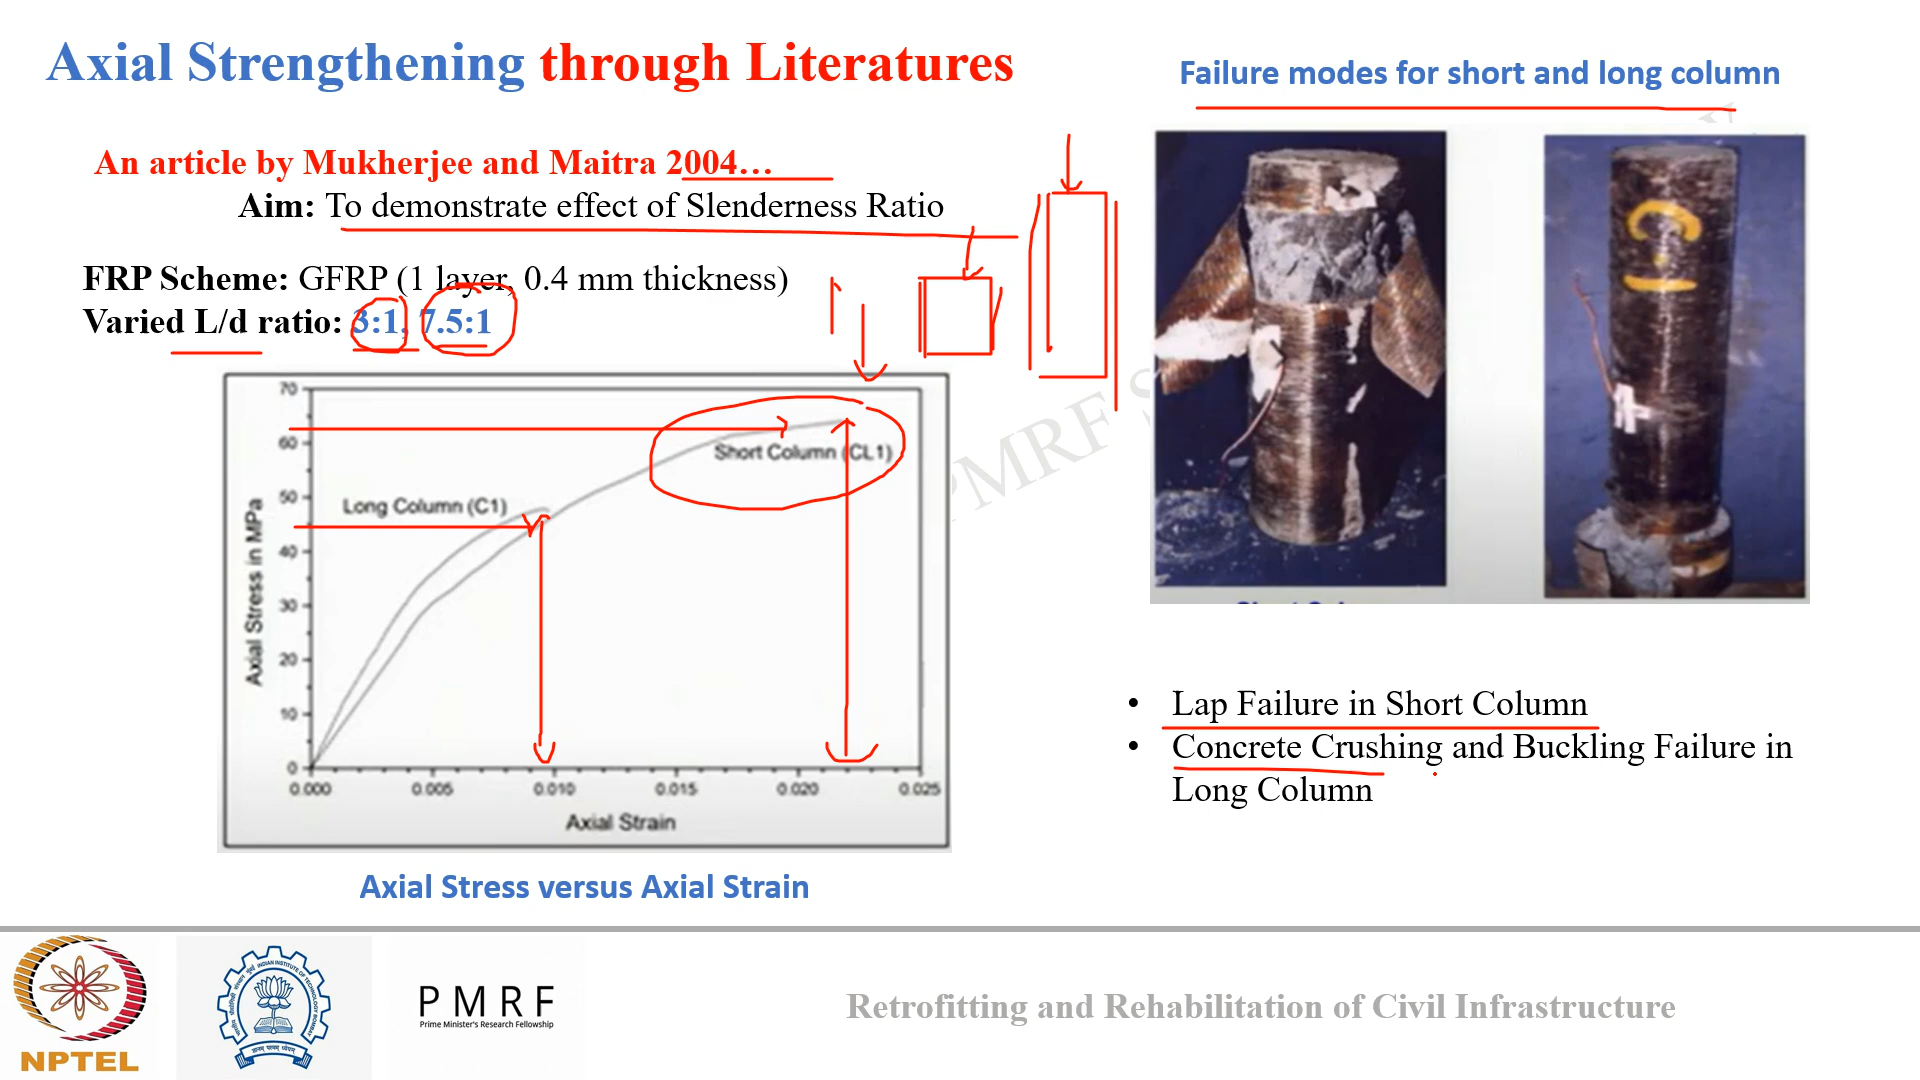 Axial Strengthening through Literatures
Failure modes for short and long column
An article by Mukherjee and Maitra 2004...
Aim: To demonstrate effect of Slenderness Ratio
FRP Scheme: GFRP (1 layer, 0.4 mm thickness)
Varied L/d ratio: 3:1, 7.5:1
70
60
50
40
30
20
10
0
0.000 0.005 0.010 0.015 0.020 0.025
Axial Stress in MPa
Short Column (CL1)
Long Column (C1)
Axial Strain
Axial Stress versus Axial Strain
PMRF S
• Lap Failure in Short Column
• Concrete Crushing and Buckling Failure in
Long Column
NPTEL
PMRF
Prime Minister's Research Fellowship
Retrofitting and Rehabilitation of Civil Infrastructure